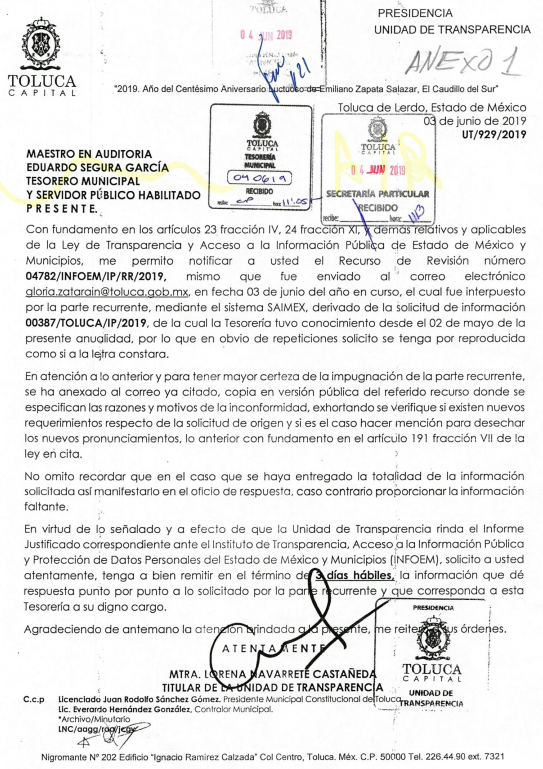 PRESIDENCIA
UNIDAD DE TRANSPARENCIA
TOLUCA
CAPITAL
TOLUCA
04 JUN 2019
ANEXO 1
"2019. Año del Centésimo Aniversario Luctuoso de Emiliano Zapata Salazar, El Caudillo del Sur"
Toluca de Lerdo, Estado de México
03 de junio de 2019
UT/929/2019
TOLUCA
CAPITAL
TESORERÍA
MUNICIPAL
040619
RECIBIDO
recibe: CP hora: 11:05
TOLUCA
CAPITAL
04 JUN 2019
SECRETARÍA PARTICULAR
RECIBIDO
recibe: hora:
MAESTRO EN AUDITORIA
EDUARDO SEGURA GARCÍA
TESORERO MUNICIPAL
Y SERVIDOR PÚBLICO HABILITADO
P R E S E N T E.
Con fundamento en los artículos 23 fracción IV, 24 fracción XI, y demás relativos y aplicables
de la Ley de Transparencia y Acceso a la Información Pública de Estado de México y
Municipios, me permito notificar a usted el Recurso de Revisión número
04782/INFOEM/IP/RR/2019, mismo que fue enviado al correo electrónico
gloria.zatarain@toluca.gob.mx, en fecha 03 de junio del año en curso, el cual fue interpuesto
por la parte recurrente, mediante el sistema SAIMEX, derivado de la solicitud de información
00387/TOLUCA/IP/2019, de la cual la Tesorería tuvo conocimiento desde el 02 de mayo de la
presente anualidad, por lo que en obvio de repeticiones solicito se tenga por reproducida
como si a la letra constara.
En atención a lo anterior y para tener mayor certeza de la impugnación de la parte recurrente,
se ha anexado al correo ya citado, copia en versión pública del referido recurso donde se
especifican las razones y motivos de la inconformidad, exhortando se verifique si existen nuevos
requerimientos respecto de la solicitud de origen y si es el caso hacer mención para desechar
los nuevos pronunciamientos, lo anterior con fundamento en el artículo 191 fracción VII de la
ley en cita.
No omito recordar que en el caso que se haya entregado la totalidad de la información
solicitada así manifestarlo en el oficio de respuesta, caso contrario proporcionar la información
faltante.
En virtud de lo señalado y a efecto de que la Unidad de Transparencia rinda el Informe
Justificado correspondiente ante el Instituto de Transparencia, Acceso a la Información Pública
y Protección de Datos Personales del Estado de México y Municipios (INFOEM), solicito a usted
atentamente, tenga a bien remitir en el término de 3 días hábiles, la información que dé
respuesta punto por punto a lo solicitado por la parte recurrente y que corresponda a esta
Tesorería a su digno cargo.
Agradeciendo de antemano la atención brindada a la presente, me reitero a sus órdenes.
A T E N T A M E N T E
MTRA. LORENA NAVARRETE CASTAÑEDA
TITULAR DE LA UNIDAD DE TRANSPARENCIA
PRESIDENCIA
TOLUCA
CAPITAL
UNIDAD DE
TRANSPARENCIA
C.c.p Licenciado Juan Rodolfo Sánchez Gómez. Presidente Municipal Constitucional de Toluca
Lic. Everardo Hernández González, Contralor Municipal.
*Archivo/Minutario
Nigromante Nº 202 Edificio "Ignacio Ramírez Calzada" Col Centro, Toluca. Méx. C.P. 50000 Tel. 226.44.90 ext. 7321